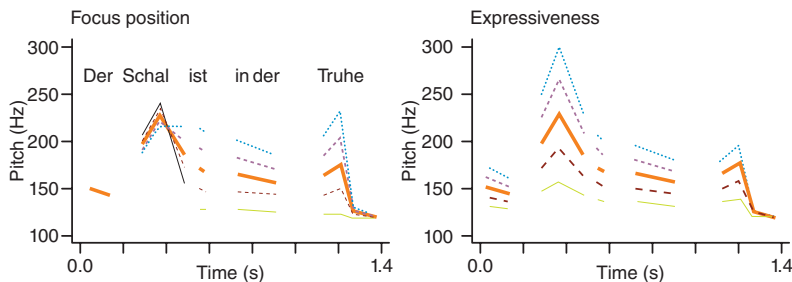 Focus position
Pitch (Hz)
300
250
200
150
100
Der Schal ist in der Truhe
0.0
1.4
Time (s)
Expressiveness
Pitch (Hz)
300
250
200
150
100
0.0
1.4
Time (s)